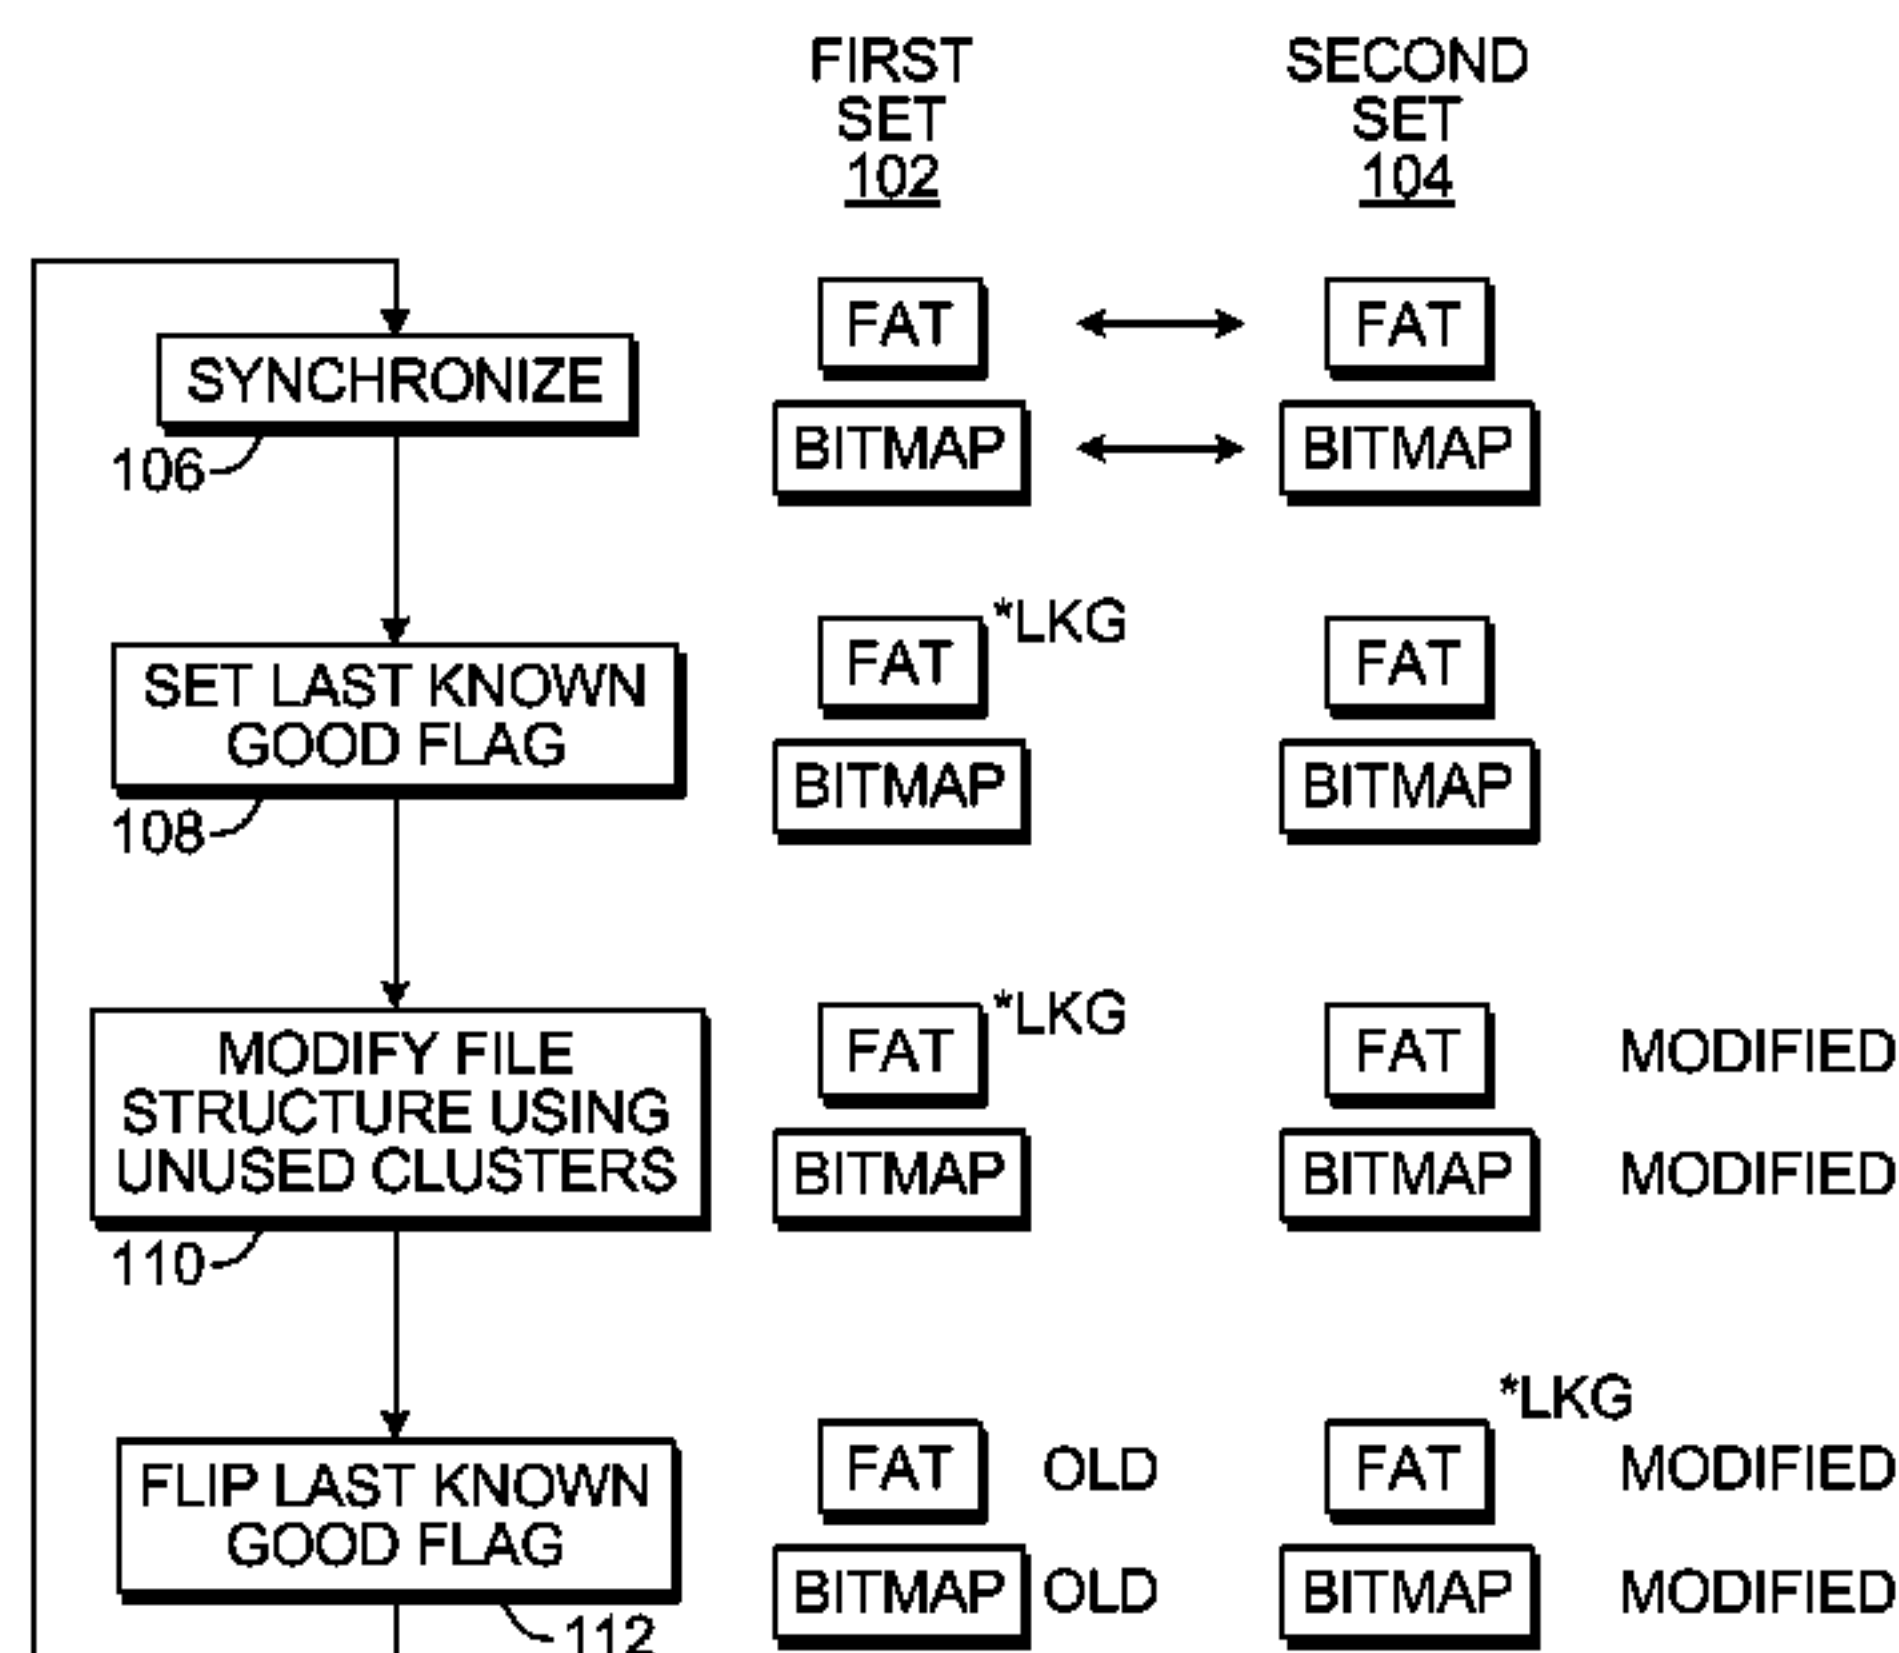 FIRST
SET
102
SECOND
SET
104
SYNCHRONIZE
106
FAT
FAT
BITMAP
BITMAP
SET LAST KNOWN
GOOD FLAG
108
FAT
*LKG
FAT
BITMAP
BITMAP
MODIFY FILE
STRUCTURE USING
UNUSED CLUSTERS
110
FAT
*LKG
FAT
MODIFIED
BITMAP
BITMAP
MODIFIED
FLIP LAST KNOWN
GOOD FLAG
112
FAT
OLD
FAT
*LKG
MODIFIED
BITMAP
OLD
BITMAP
MODIFIED